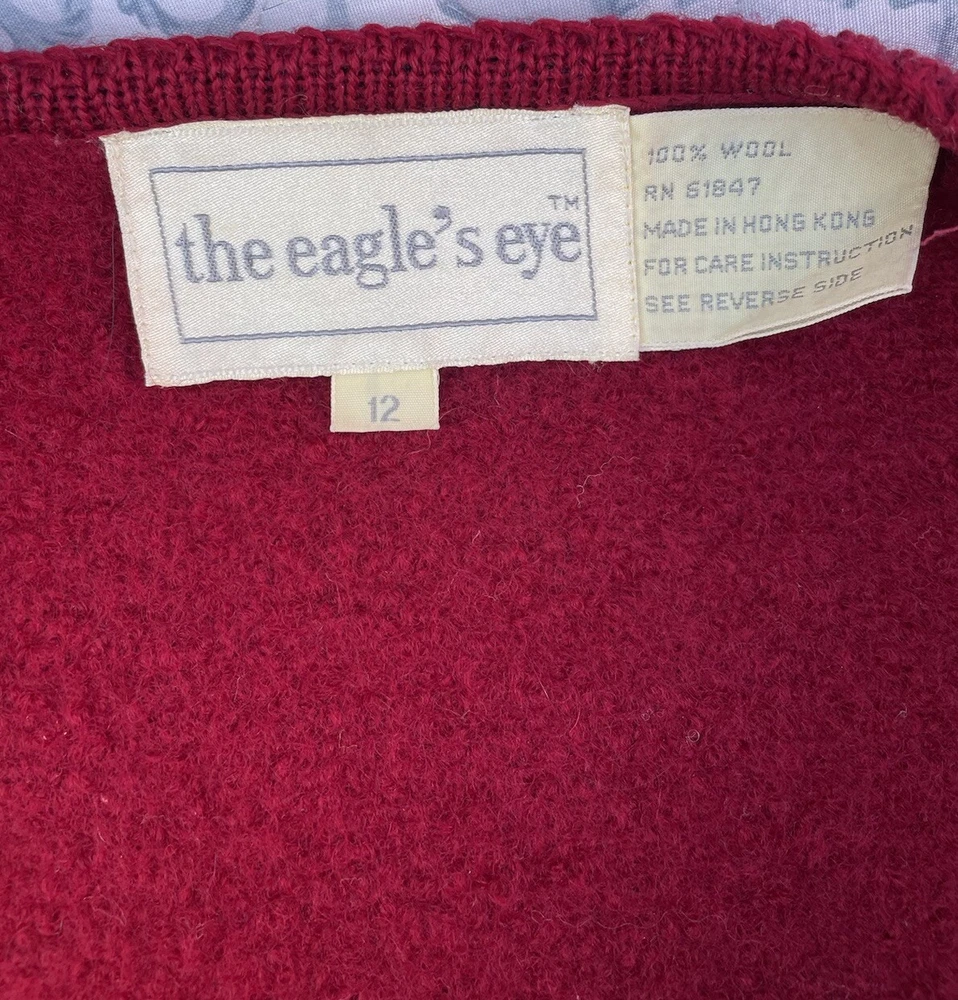 the eagle's eye™
12
100% WOOL
RN 61847
MADE IN HONG KONG
FOR CARE INSTRUCTION
SEE REVERSE SIDE